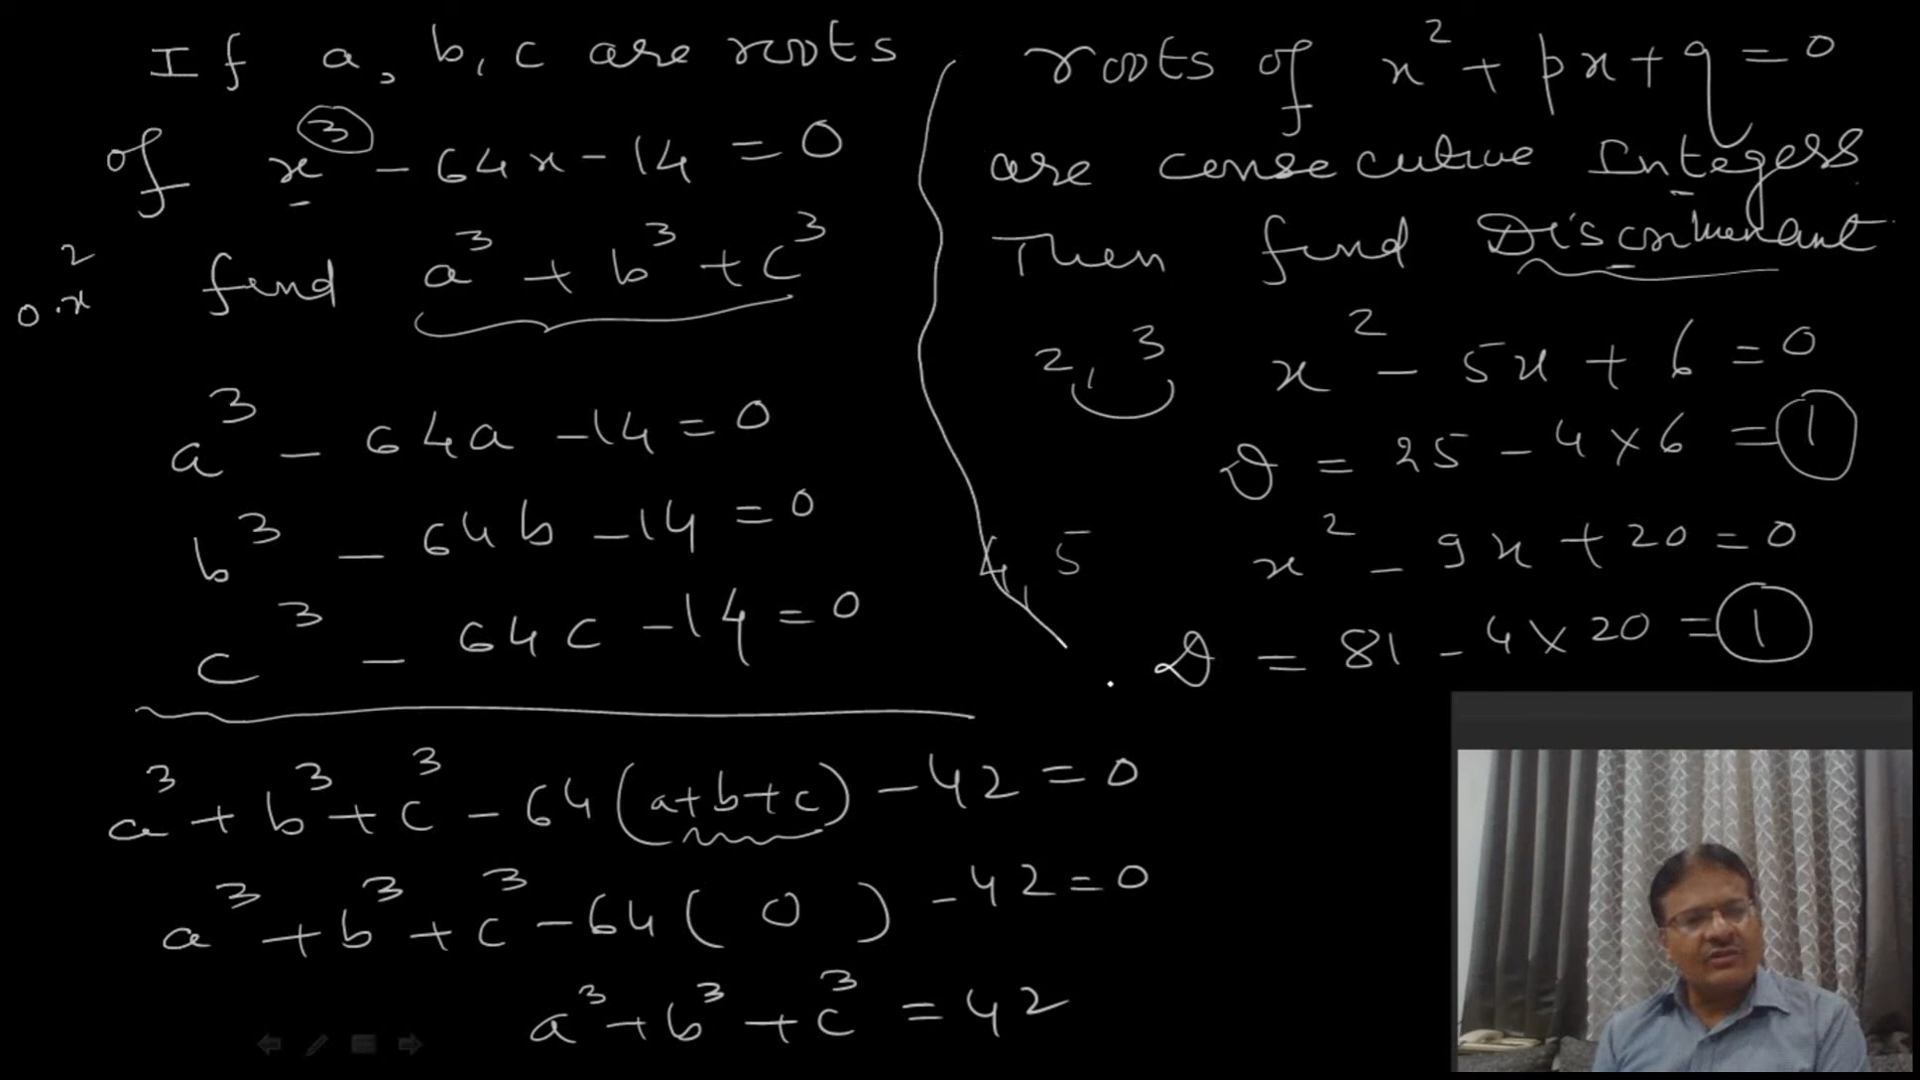 If a, b, c are roots
of x³ - 64x - 14 = 0
0.x²
find a³ + b³ + c³
a³ - 64a - 14 = 0
b³ - 64b - 14 = 0
c³ - 64c - 14 = 0
a³ + b³ + c³ - 64(a+b+c) - 42 = 0
a³ + b³ + c³ - 64( 0 ) - 42 = 0
a³ + b³ + c³ = 42
roots of x² + px + q = 0
are consecutive Integers
Then find Discriminant
2, 3 x² - 5x + 6 = 0
D = 25 - 4×6 = 1
4, 5 x² - 9x + 20 = 0
D = 81 - 4×20 = 1